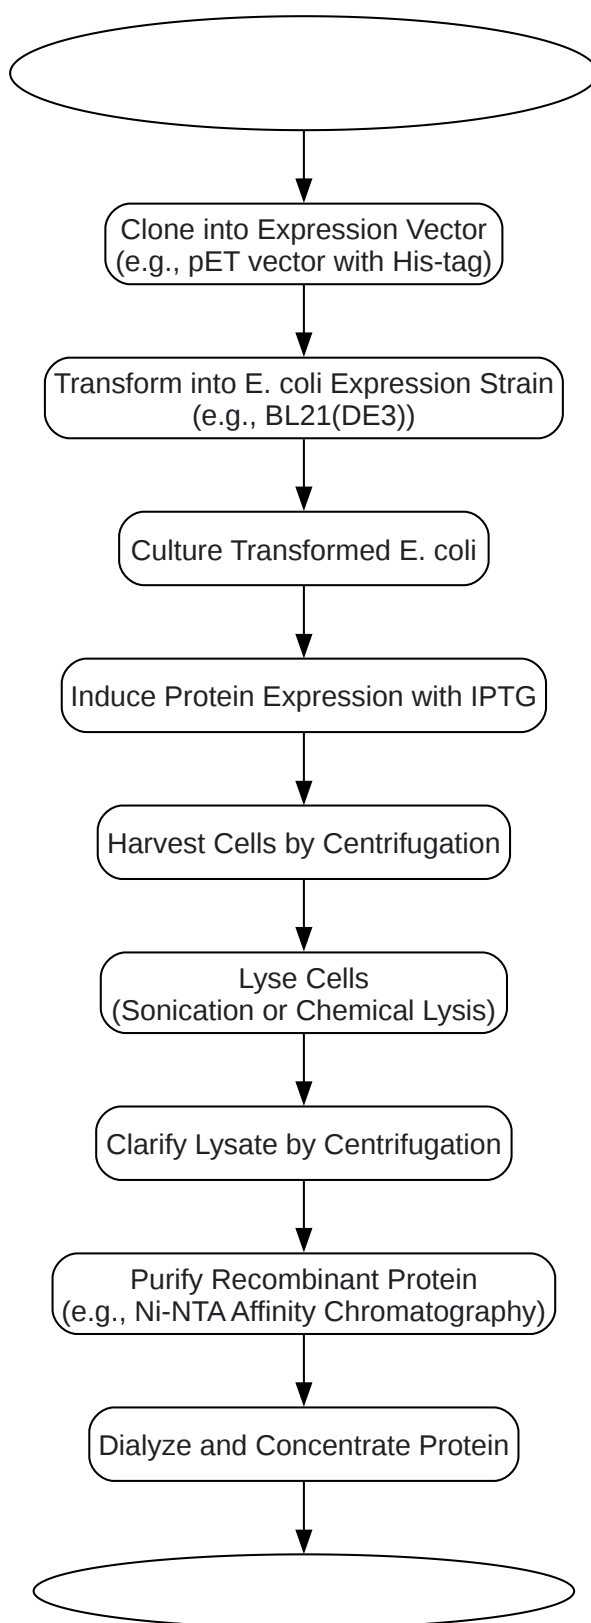 Clone into Expression Vector
(e.g., pET vector with His-tag)
Transform into E. coli Expression Strain
(e.g., BL21(DE3))
Culture Transformed E. coli
Induce Protein Expression with IPTG
Harvest Cells by Centrifugation
Lyse Cells
(Sonication or Chemical Lysis)
Clarify Lysate by Centrifugation
Purify Recombinant Protein
(e.g., Ni-NTA Affinity Chromatography)
Dialyze and Concentrate Protein